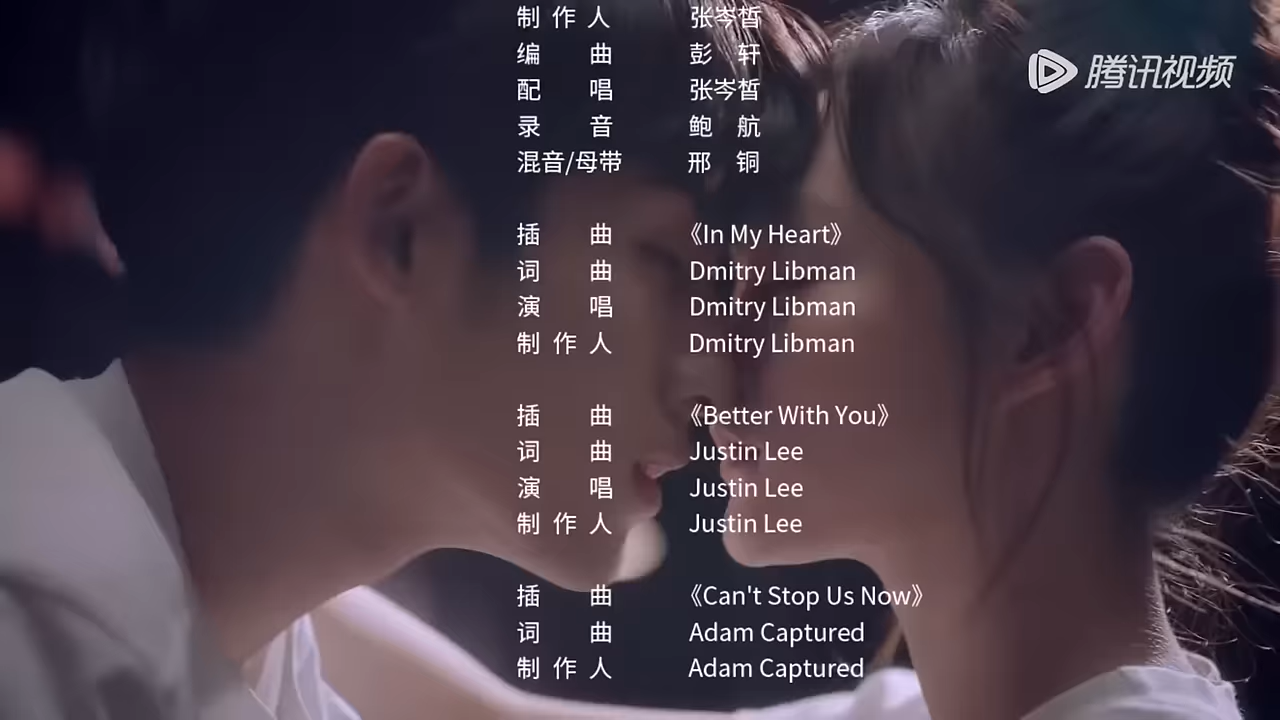 制作人 张岑皙
腾讯视频
编曲 彭轩
配唱 张岑皙
录音 鲍航
混音/母带 邢铜
插曲 《In My Heart》
词曲 Dmitry Libman
演唱 Dmitry Libman
制作人 Dmitry Libman
插曲 《Better With You》
词曲 Justin Lee
演唱 Justin Lee
制作人 Justin Lee
插曲 《Can't Stop Us Now》
词曲 Adam Captured
制作人 Adam Captured